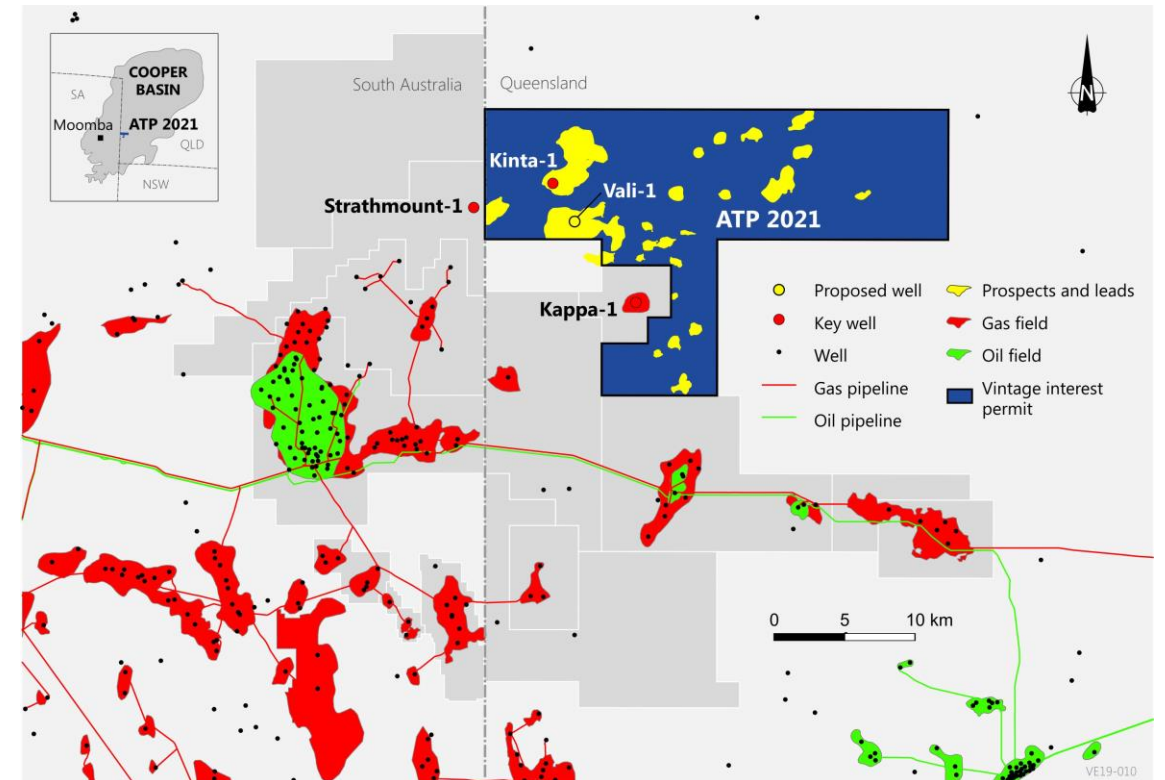 COOPER
BASIN
SA
Moomba
ATP 2021
QLD
NSW
South Australia
Queensland
N
Kinta-1
Vali-1
Strathmount-1
ATP 2021
Kappa-1
Proposed well
Key well
Well
Gas pipeline
Oil pipeline
Prospects and leads
Gas field
Oil field
Vintage interest
permit
0 5 10 km
VE19-010